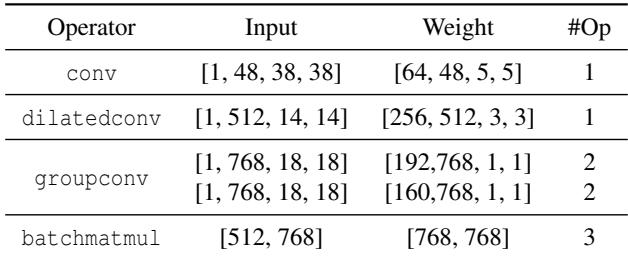 Operator Input Weight #Op
conv [1, 48, 38, 38] [64, 48, 5, 5] 1
dilatedconv [1, 512, 14, 14] [256, 512, 3, 3] 1
groupconv [1, 768, 18, 18] [192,768, 1, 1] 2
[1, 768, 18, 18] [160,768, 1, 1] 2
batchmatmul [512, 768] [768, 768] 3